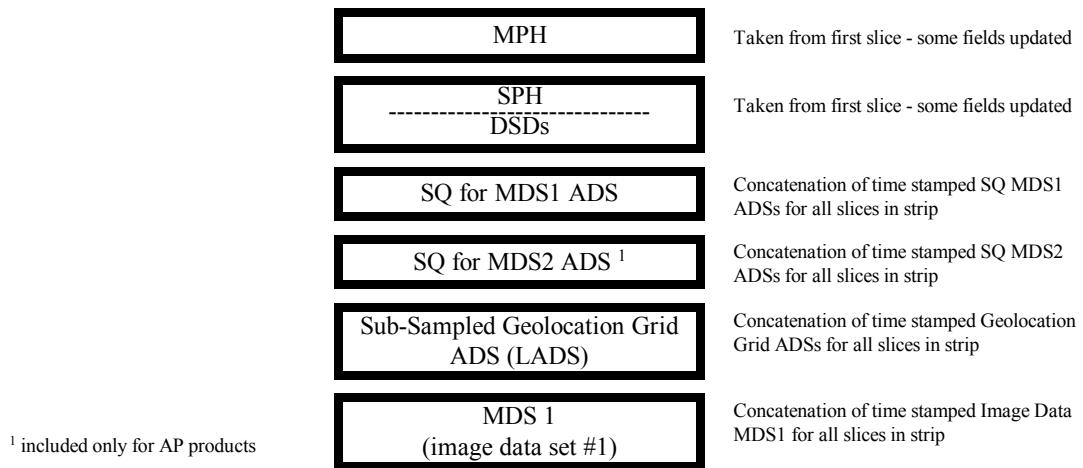 MPH
Taken from first slice - some fields updated
SPH
-------------------------------
DSDs
Taken from first slice - some fields updated
SQ for MDS1 ADS
Concatenation of time stamped SQ MDS1
ADSs for all slices in strip
SQ for MDS2 ADS 1
Concatenation of time stamped SQ MDS2
ADSs for all slices in strip
Sub-Sampled Geolocation Grid
ADS (LADS)
Concatenation of time stamped Geolocation
Grid ADSs for all slices in strip
MDS 1
(image data set #1)
Concatenation of time stamped Image Data
MDS1 for all slices in strip
1 included only for AP products